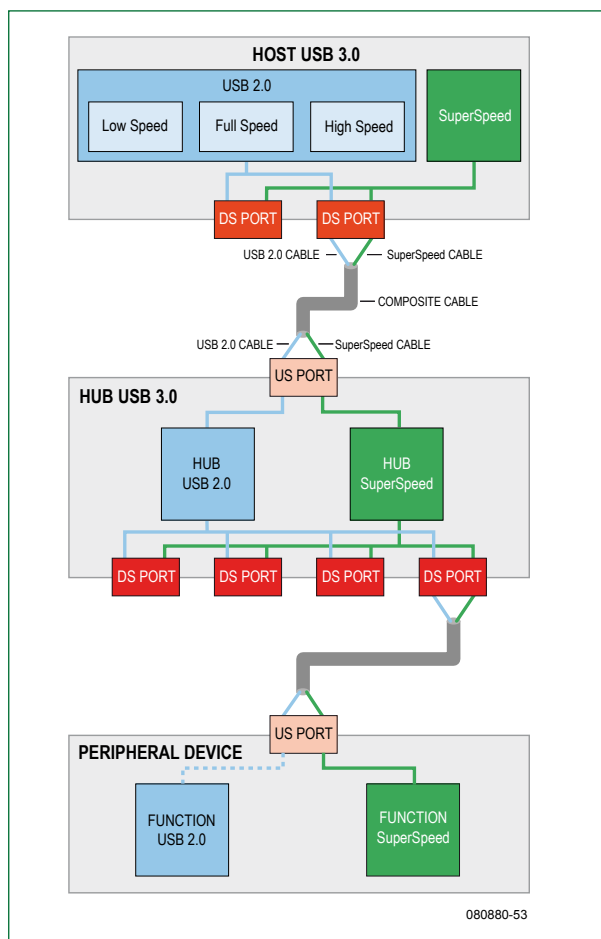 HOST USB 3.0
USB 2.0
Low Speed
Full Speed
High Speed
SuperSpeed
DS PORT
DS PORT
USB 2.0 CABLE
SuperSpeed CABLE
COMPOSITE CABLE
USB 2.0 CABLE
SuperSpeed CABLE
US PORT
HUB USB 3.0
HUB
USB 2.0
HUB
SuperSpeed
DS PORT
DS PORT
DS PORT
DS PORT
US PORT
PERIPHERAL DEVICE
FUNCTION
USB 2.0
FUNCTION
SuperSpeed
080880-53